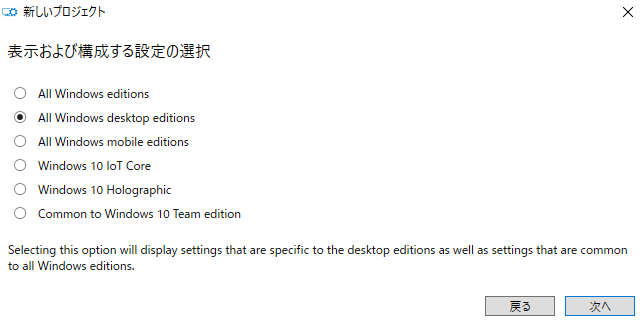 新しいプロジェクト
表示および構成する設定の選択
All Windows editions
All Windows desktop editions
All Windows mobile editions
Windows 10 IoT Core
Windows 10 Holographic
Common to Windows 10 Team edition
Selecting this option will display settings that are specific to the desktop editions as well as settings that are common
to all Windows editions.
戻る 次へ